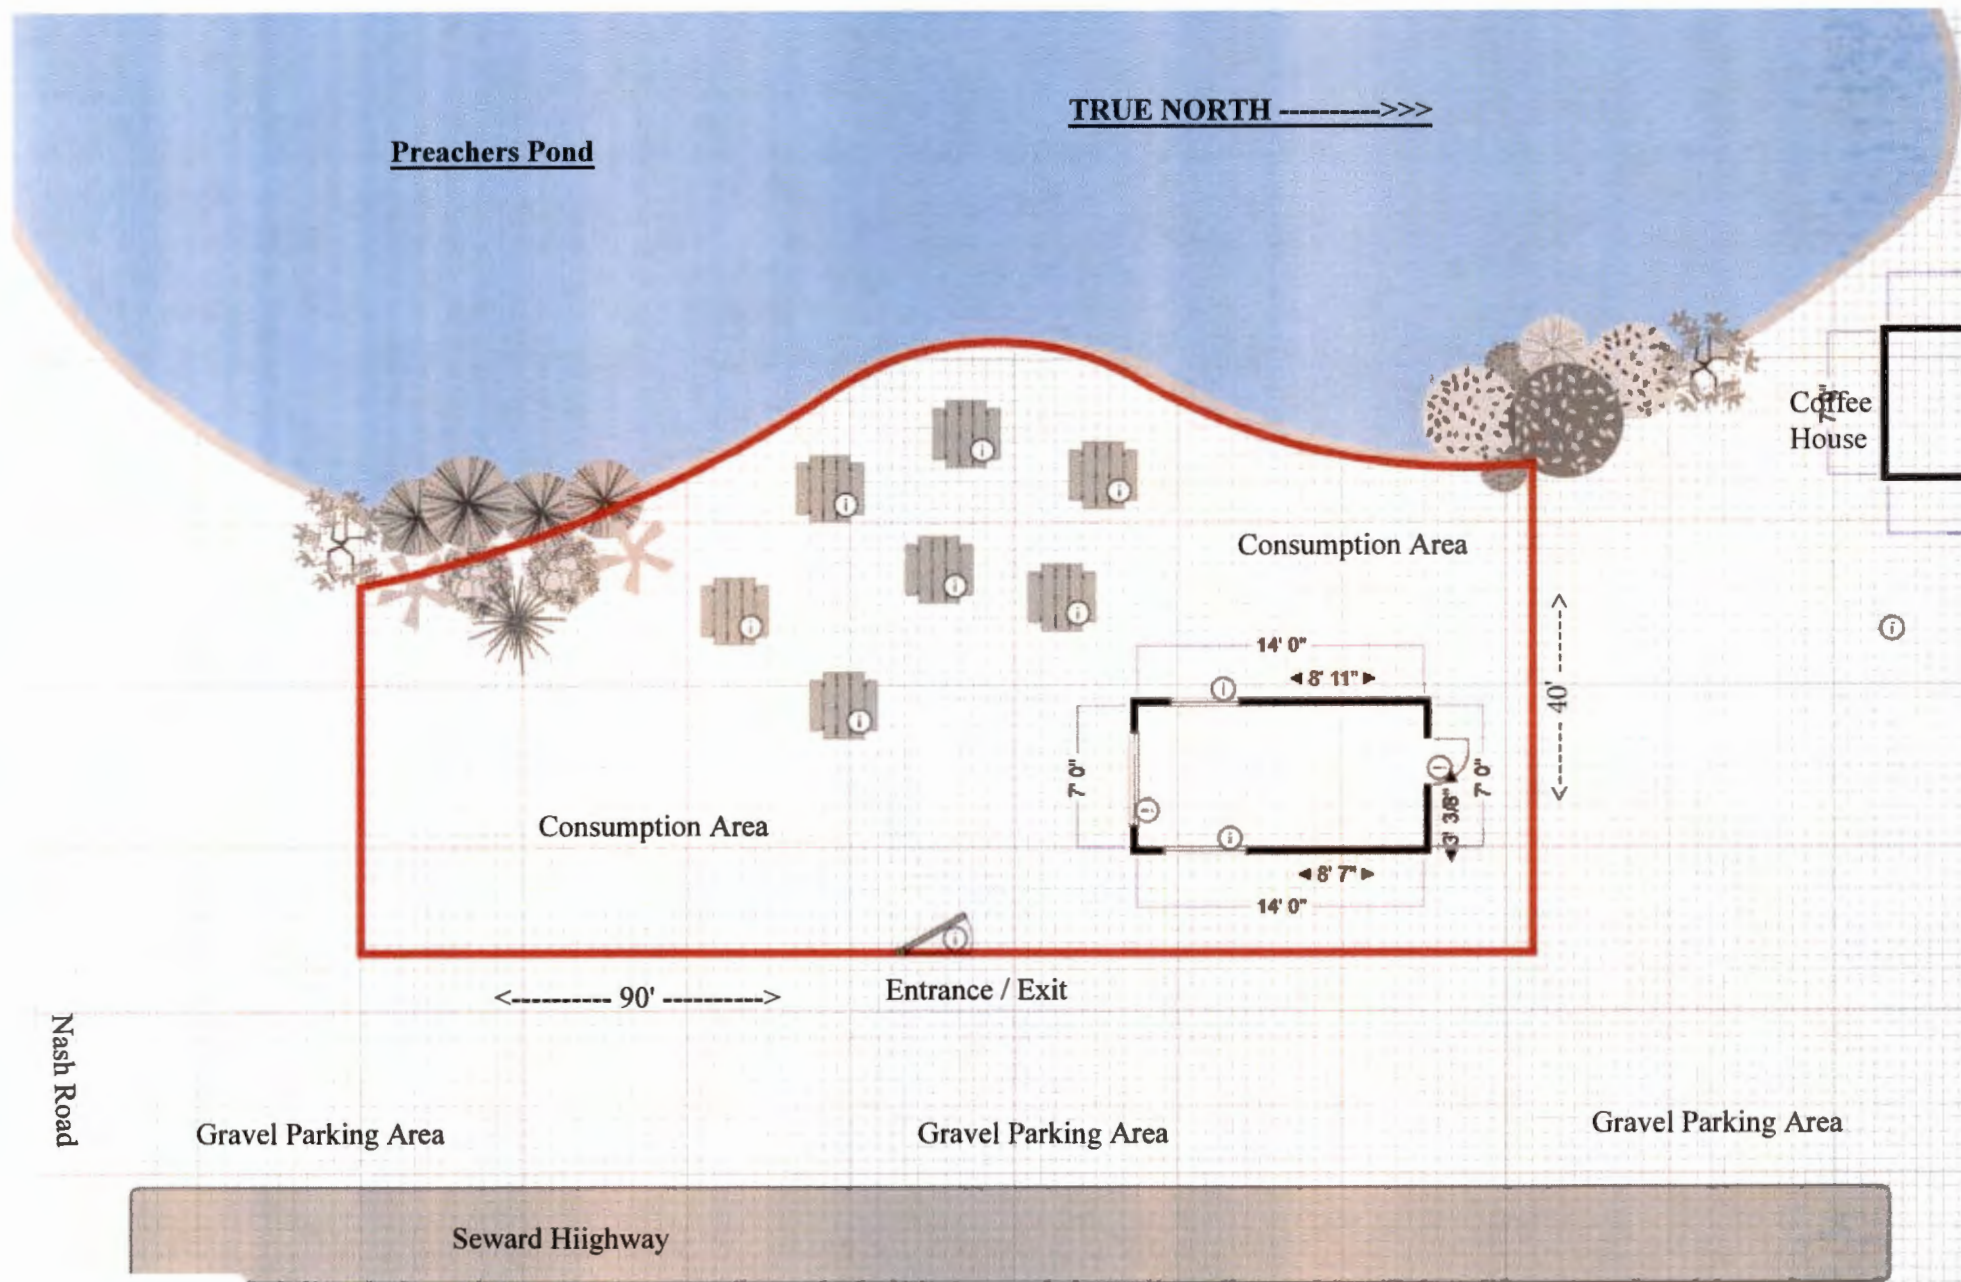 TRUE NORTH ---------->>>
Preachers Pond
Coffee
House
7' 0"
Consumption Area
14' 0"
8' 11"
<---- 40' ---->
7' 0"
7' 0"
3' 3/8"
Consumption Area
8' 7"
14' 0"
<---------- 90' ---------->
Entrance / Exit
Nash Road
Gravel Parking Area
Gravel Parking Area
Gravel Parking Area
Seward Hiighway